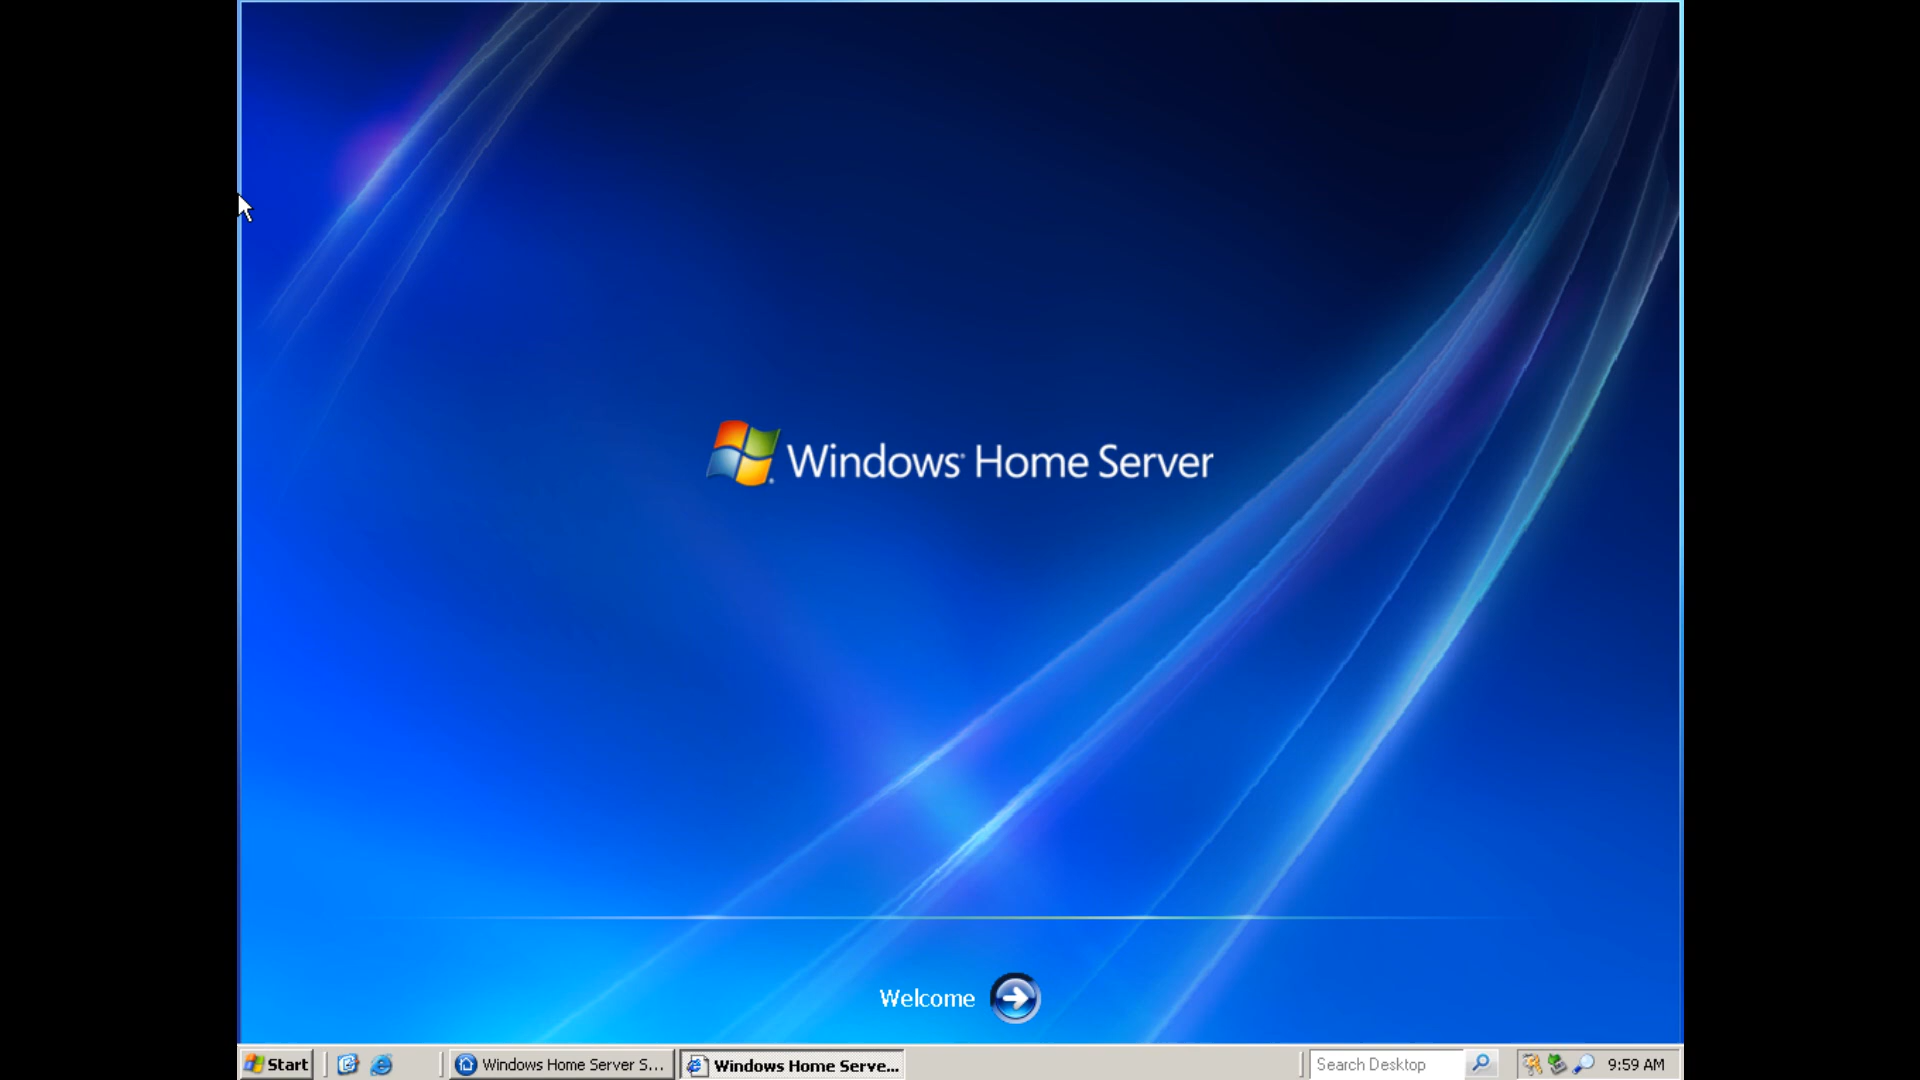 Windows® Home Server
Welcome
Start
Windows Home Server S...
Windows Home Serve...
Search Desktop
9:59 AM